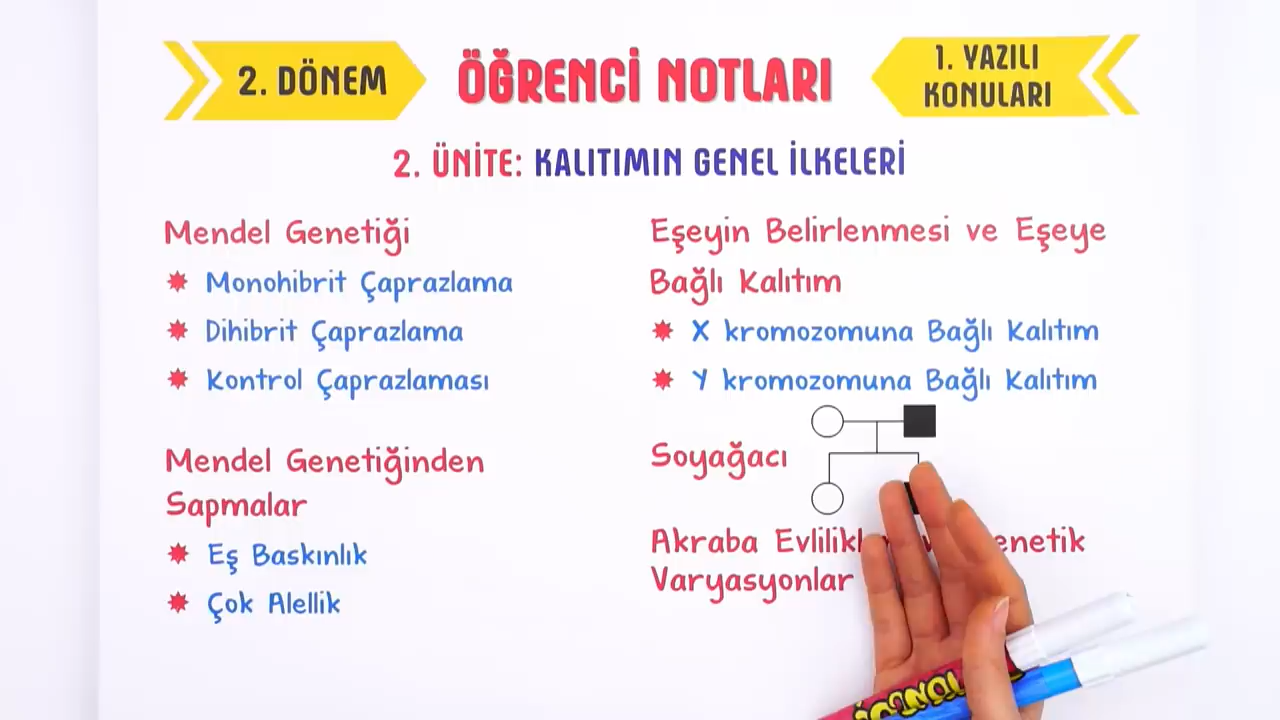 2. DÖNEM
ÖĞRENCİ NOTLARI
1. YAZILI
KONULARI
2. ÜNİTE: KALITIMIN GENEL İLKELERİ
Mendel Genetiği
Monohibrit Çaprazlama
Dihibrit Çaprazlama
Kontrol Çaprazlaması
Mendel Genetiğinden
Sapmalar
Eş Baskınlık
Çok Alellik
Eşeyin Belirlenmesi ve Eşeye
Bağlı Kalıtım
X kromozomuna Bağlı Kalıtım
Y kromozomuna Bağlı Kalıtım
Soyağacı
Akraba
Varyasyonlar